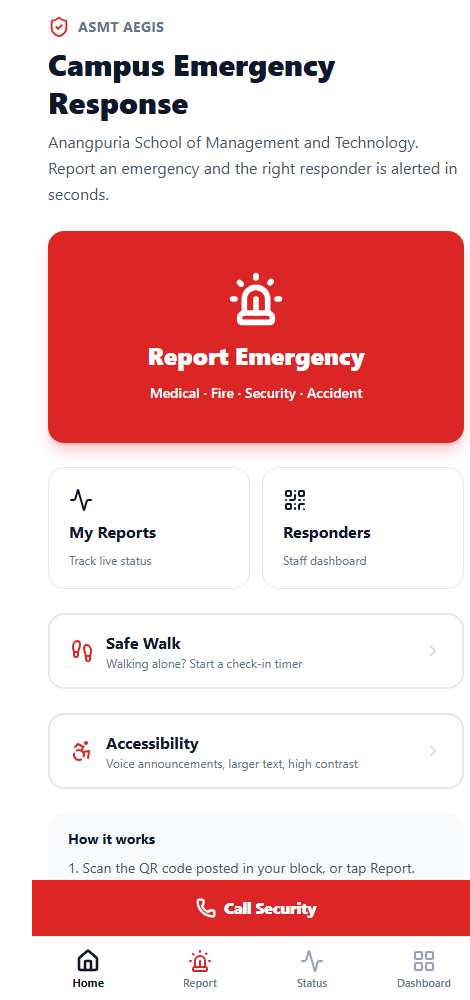 ASMT AEGIS
Campus Emergency
Response
Anangpuria School of Management and Technology.
Report an emergency and the right responder is alerted in
seconds.
Report Emergency
Medical · Fire · Security · Accident
My Reports
Track live status
Responders
Staff dashboard
Safe Walk
Walking alone? Start a check-in timer
Accessibility
Voice announcements, larger text, high contrast
How it works
1. Scan the QR code posted in your block, or tap Report.
Call Security
Home
Report
Status
Dashboard